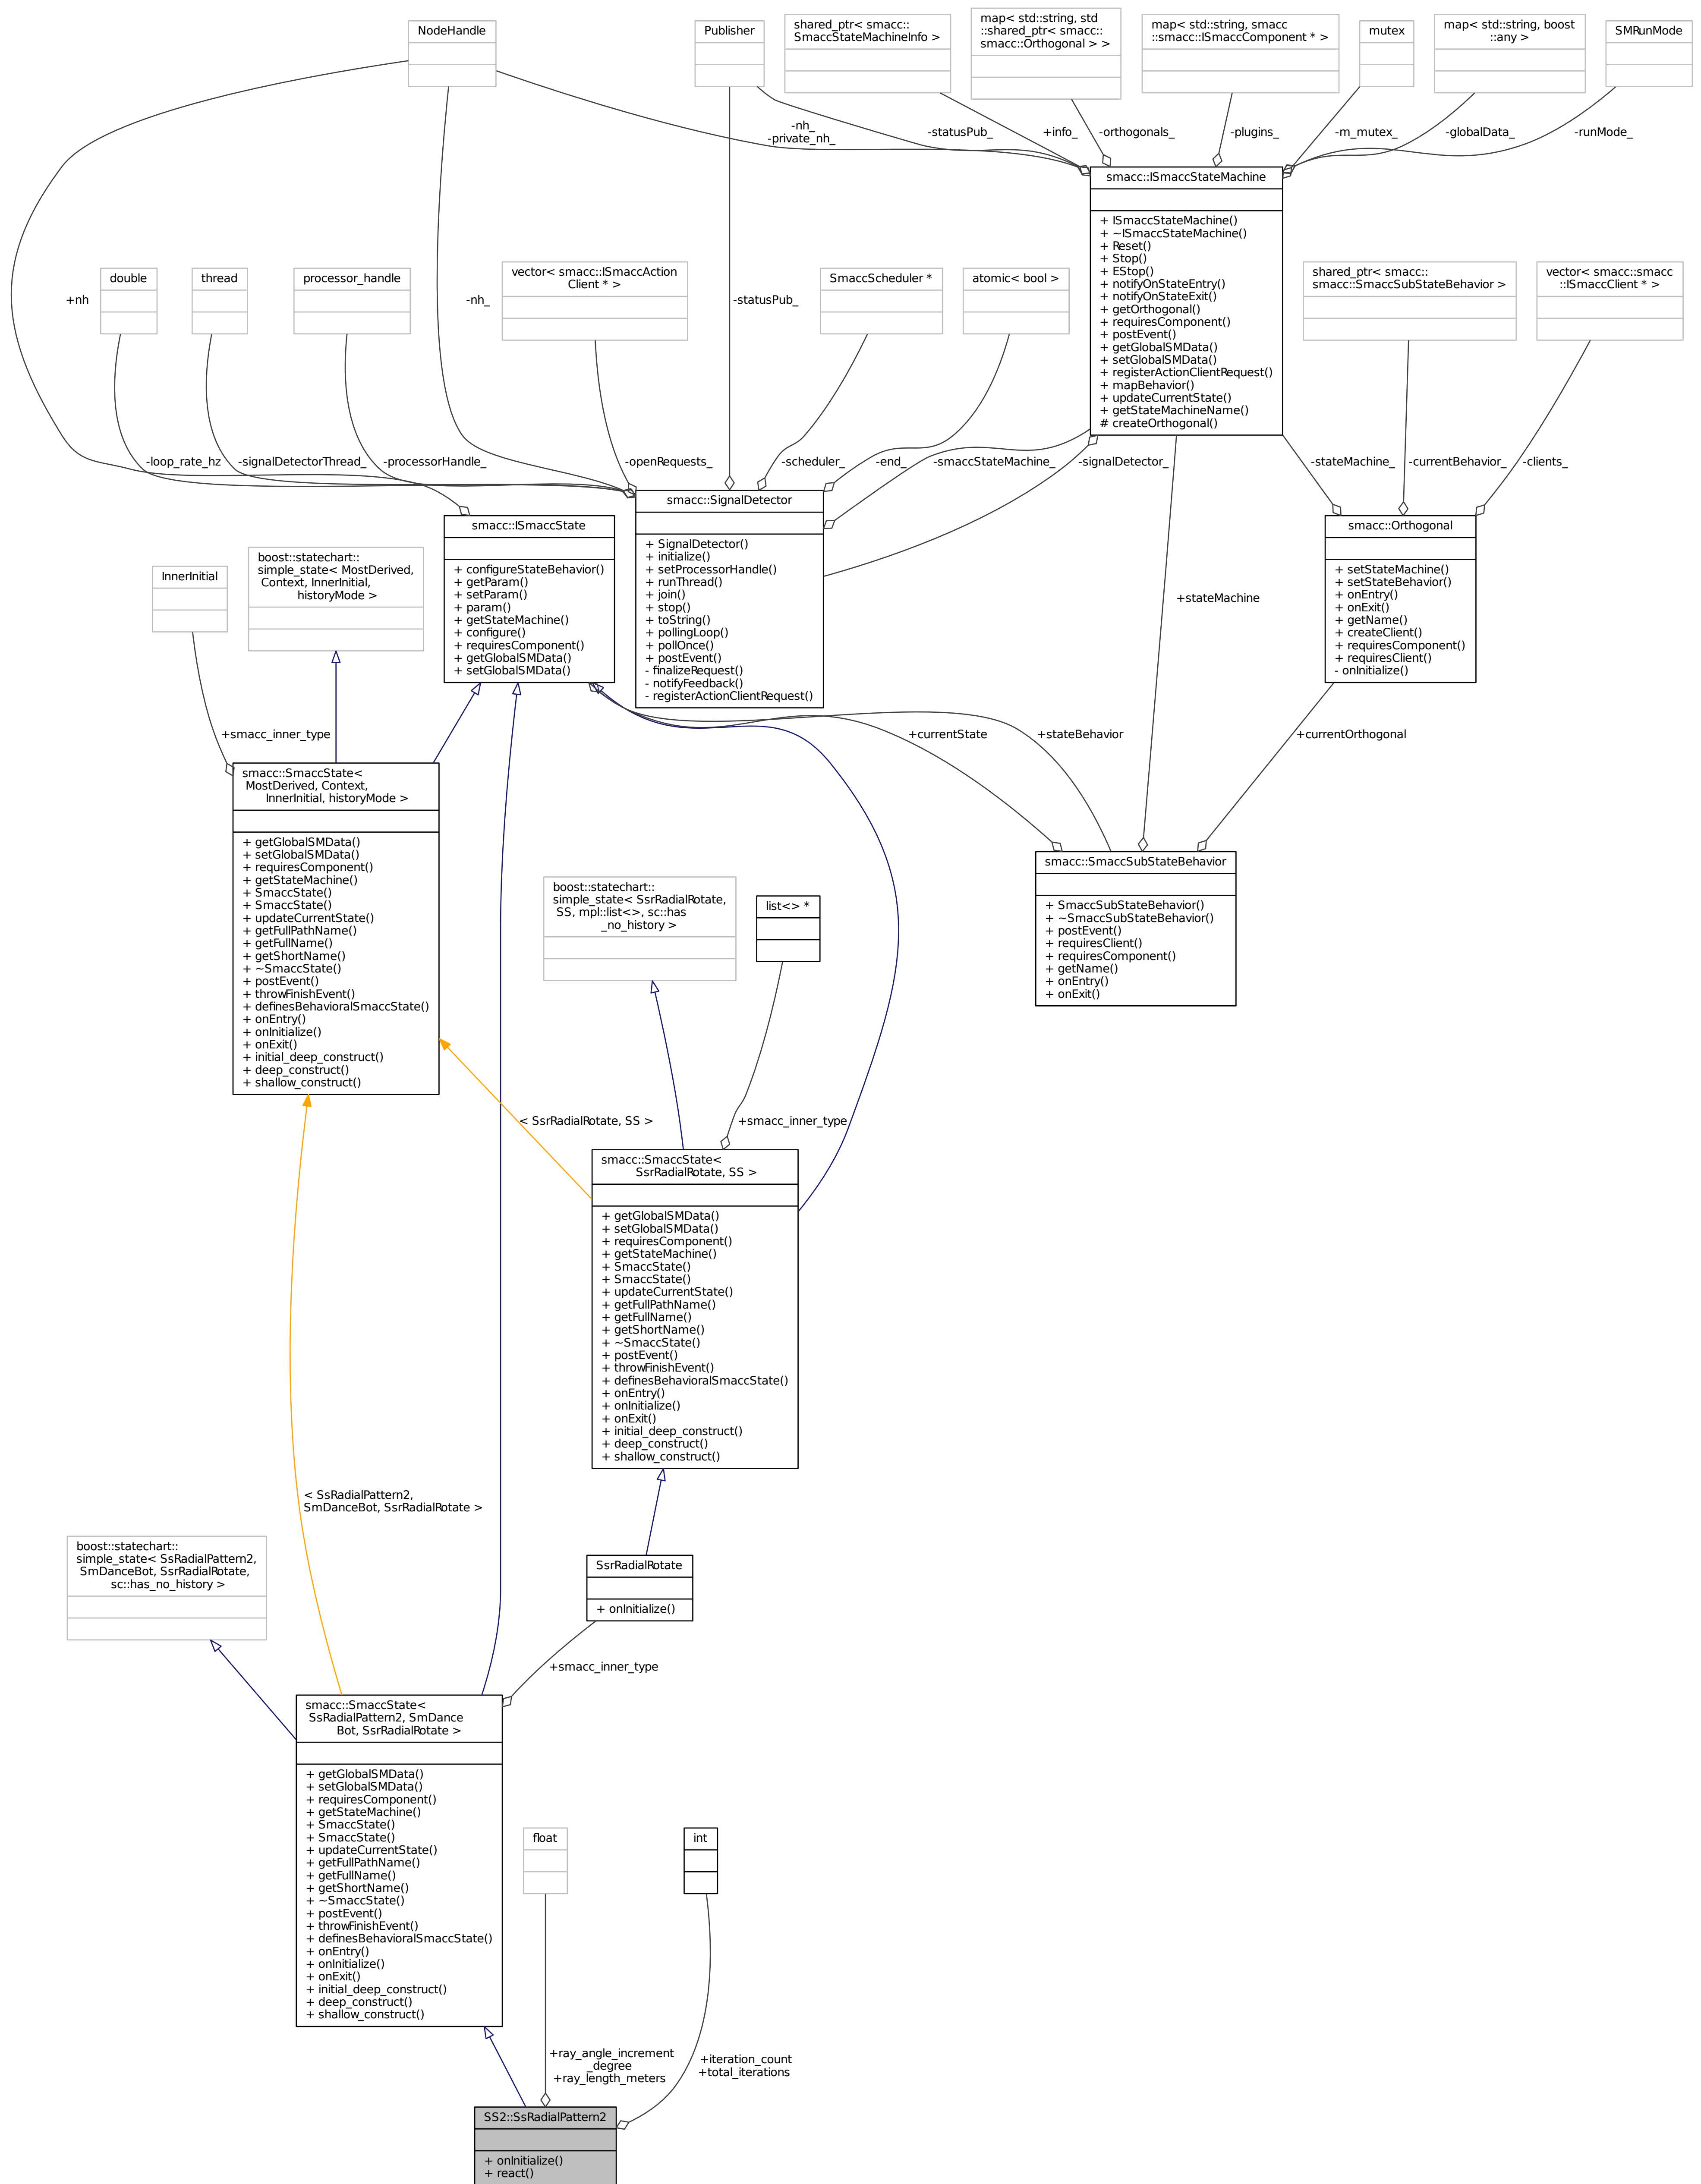 NodeHandle
Publisher
shared_ptr< smacc::
SmaccStateMachineInfo >
map< std::string, std
::shared_ptr< smacc::
smacc::Orthogonal > >
map< std::string, smacc
::smacc::ISmaccComponent * >
mutex
map< std::string, boost
::any >
SMRunMode
-nh_
-private_nh_
-statusPub_
+info_
-orthogonals_
-plugins_
-m_mutex_
-globalData_
-runMode_
smacc::ISmaccStateMachine
+ ISmaccStateMachine()
+ ~ISmaccStateMachine()
+ Reset()
+ Stop()
+ EStop()
+ notifyOnStateEntry()
+ notifyOnStateExit()
+ getOrthogonal()
+ requiresComponent()
+ postEvent()
+ getGlobalSMData()
+ setGlobalSMData()
+ registerActionClientRequest()
+ mapBehavior()
+ updateCurrentState()
+ getStateMachineName()
# createOrthogonal()
+nh
double
thread
processor_handle
-nh_
vector< smacc::ISmaccAction
Client * >
-statusPub_
SmaccScheduler *
atomic< bool >
shared_ptr< smacc::
smacc::SmaccSubStateBehavior >
vector< smacc::smacc
::ISmaccClient * >
-loop_rate_hz
-signalDetectorThread_
-processorHandle_
-openRequests_
-scheduler_
-end_
-smaccStateMachine_
-signalDetector_
-stateMachine_
-currentBehavior_
-clients_
smacc::SignalDetector
+ SignalDetector()
+ initialize()
+ setProcessorHandle()
+ runThread()
+ join()
+ stop()
+ toString()
+ pollingLoop()
+ pollOnce()
+ postEvent()
- finalizeRequest()
- notifyFeedback()
- registerActionClientRequest()
smacc::ISmaccState
+ configureStateBehavior()
+ getParam()
+ setParam()
+ param()
+ getStateMachine()
+ configure()
+ requiresComponent()
+ getGlobalSMData()
+ setGlobalSMData()
smacc::Orthogonal
+ setStateMachine()
+ setStateBehavior()
+ onEntry()
+ onExit()
+ getName()
+ createClient()
+ requiresComponent()
+ requiresClient()
- onInitialize()
InnerInitial
boost::statechart::
simple_state< MostDerived,
Context, InnerInitial,
historyMode >
+stateMachine
+smacc_inner_type
+currentState
+stateBehavior
+currentOrthogonal
smacc::SmaccState<
MostDerived, Context,
InnerInitial, historyMode >
+ getGlobalSMData()
+ setGlobalSMData()
+ requiresComponent()
+ getStateMachine()
+ SmaccState()
+ SmaccState()
+ updateCurrentState()
+ getFullPathName()
+ getFullName()
+ getShortName()
+ ~SmaccState()
+ postEvent()
+ throwFinishEvent()
+ definesBehavioralSmaccState()
+ onEntry()
+ onInitialize()
+ onExit()
+ initial_deep_construct()
+ deep_construct()
+ shallow_construct()
smacc::SmaccSubStateBehavior
+ SmaccSubStateBehavior()
+ ~SmaccSubStateBehavior()
+ postEvent()
+ requiresClient()
+ requiresComponent()
+ getName()
+ onEntry()
+ onExit()
boost::statechart::
simple_state< SsrRadialRotate,
SS, mpl::list<>, sc::has
_no_history >
list<> *
< SsrRadialRotate, SS >
+smacc_inner_type
smacc::SmaccState<
SsrRadialRotate, SS >
+ getGlobalSMData()
+ setGlobalSMData()
+ requiresComponent()
+ getStateMachine()
+ SmaccState()
+ SmaccState()
+ updateCurrentState()
+ getFullPathName()
+ getFullName()
+ getShortName()
+ ~SmaccState()
+ postEvent()
+ throwFinishEvent()
+ definesBehavioralSmaccState()
+ onEntry()
+ onInitialize()
+ onExit()
+ initial_deep_construct()
+ deep_construct()
+ shallow_construct()
< SsRadialPattern2,
SmDanceBot, SsrRadialRotate >
boost::statechart::
simple_state< SsRadialPattern2,
SmDanceBot, SsrRadialRotate,
sc::has_no_history >
SsrRadialRotate
+ onInitialize()
+smacc_inner_type
smacc::SmaccState<
SsRadialPattern2, SmDance
Bot, SsrRadialRotate >
+ getGlobalSMData()
+ setGlobalSMData()
+ requiresComponent()
+ getStateMachine()
+ SmaccState()
+ SmaccState()
+ updateCurrentState()
+ getFullPathName()
+ getFullName()
+ getShortName()
+ ~SmaccState()
+ postEvent()
+ throwFinishEvent()
+ definesBehavioralSmaccState()
+ onEntry()
+ onInitialize()
+ onExit()
+ initial_deep_construct()
+ deep_construct()
+ shallow_construct()
float
int
+ray_angle_increment
_degree
+ray_length_meters
+iteration_count
+total_iterations
SS2::SsRadialPattern2
+ onInitialize()
+ react()